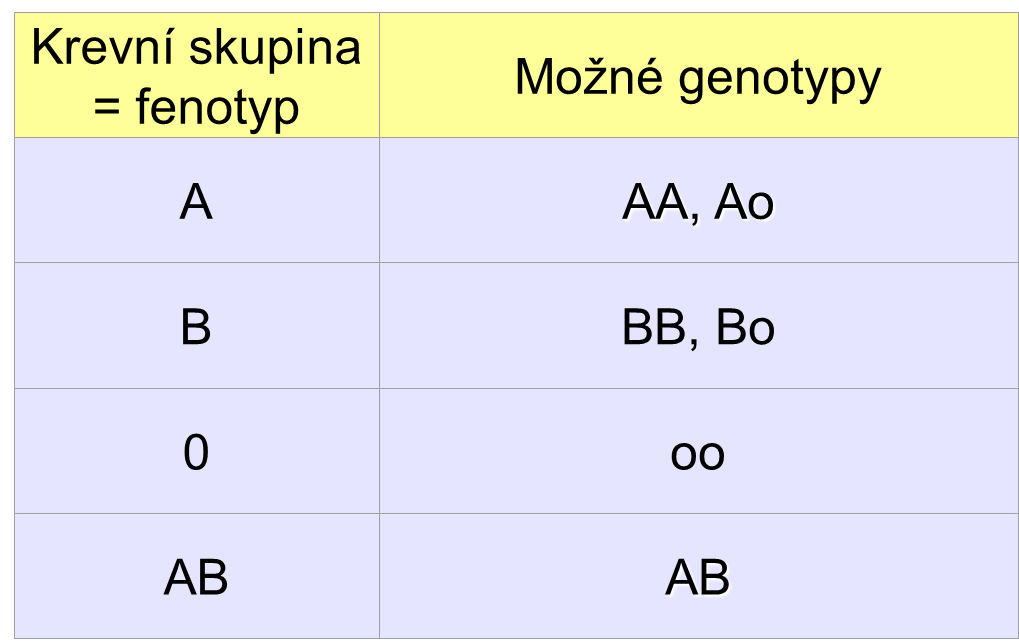 Krevní skupina
= fenotyp
Možné genotypy
A
AA, Ao
B
BB, Bo
0
oo
AB
AB